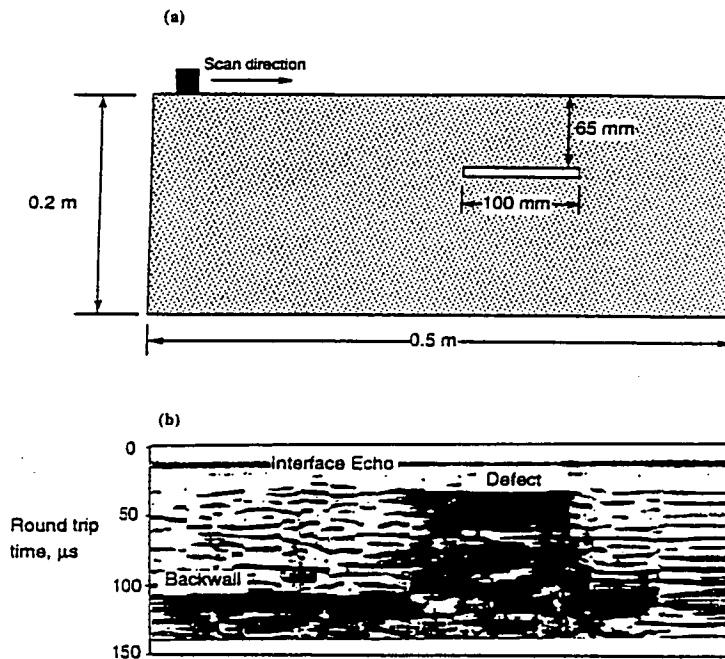 (a)
Scan direction
65 mm
0.2 m
100 mm
0.5 m
(b)
0
Interface Echo
Defect
50
Round trip
time, µs
Backwall
100
150